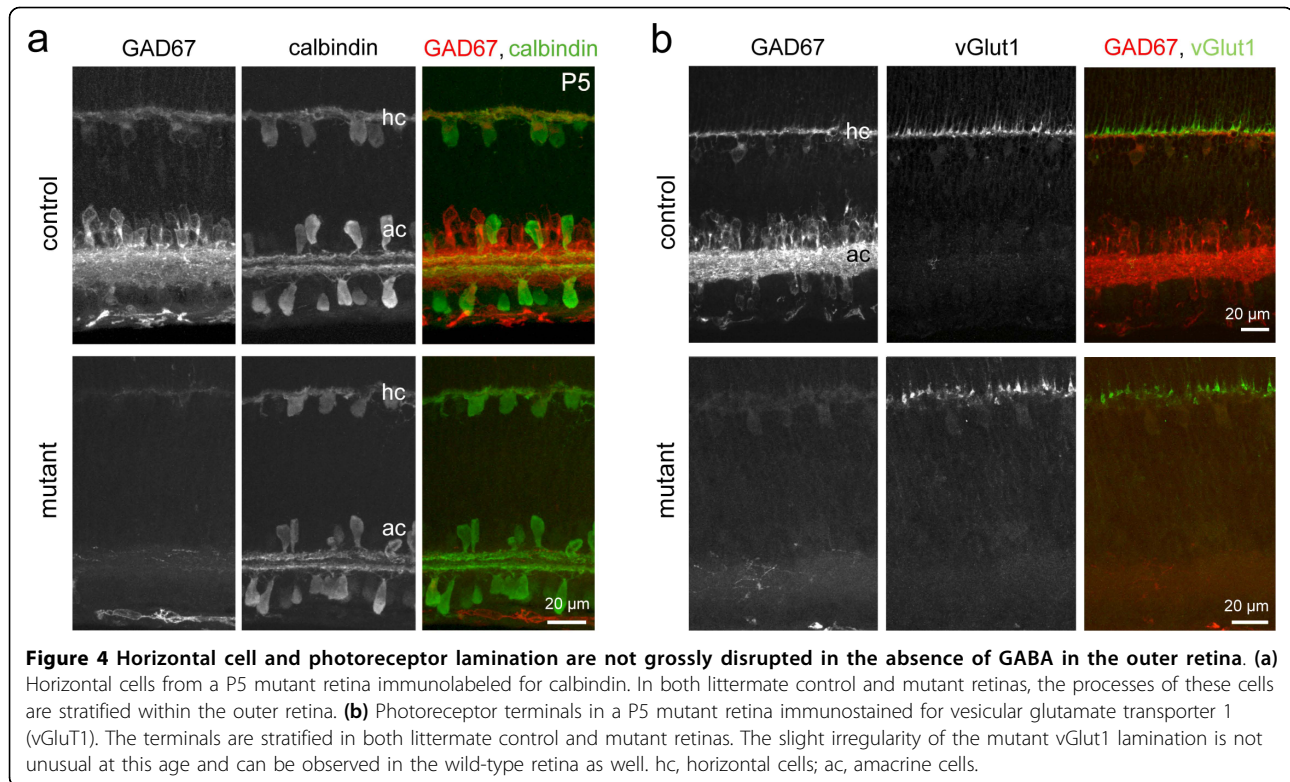 a
GAD67
calbindin
GAD67, calbindin
P5
control
hc
ac
mutant
hc
ac
20 µm
b
GAD67
vGlut1
GAD67, vGlut1
control
hc
ac
20 µm
mutant
20 µm
Figure 4 Horizontal cell and photoreceptor lamination are not grossly disrupted in the absence of GABA in the outer retina. (a)
Horizontal cells from a P5 mutant retina immunolabeled for calbindin. In both littermate control and mutant retinas, the processes of these cells
are stratified within the outer retina. (b) Photoreceptor terminals in a P5 mutant retina immunostained for vesicular glutamate transporter 1
(vGluT1). The terminals are stratified in both littermate control and mutant retinas. The slight irregularity of the mutant vGlut1 lamination is not
unusual at this age and can be observed in the wild-type retina as well. hc, horizontal cells; ac, amacrine cells.